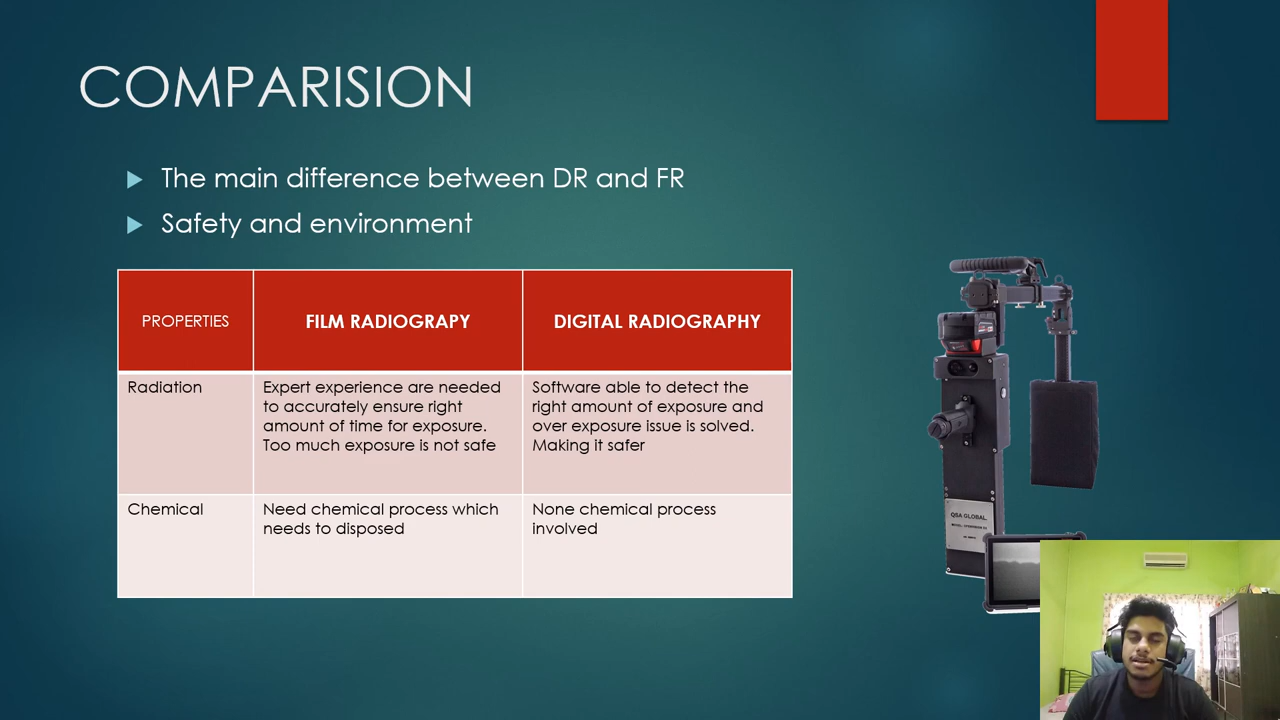 COMPARISION
The main difference between DR and FR
Safety and environment
PROPERTIES
FILM RADIOGRAPY
DIGITAL RADIOGRAPHY
Radiation
Expert experience are needed
to accurately ensure right
amount of time for exposure.
Too much exposure is not safe
Software able to detect the
right amount of exposure and
over exposure issue is solved.
Making it safer
Chemical
Need chemical process which
needs to disposed
None chemical process
involved
QSA GLOBAL